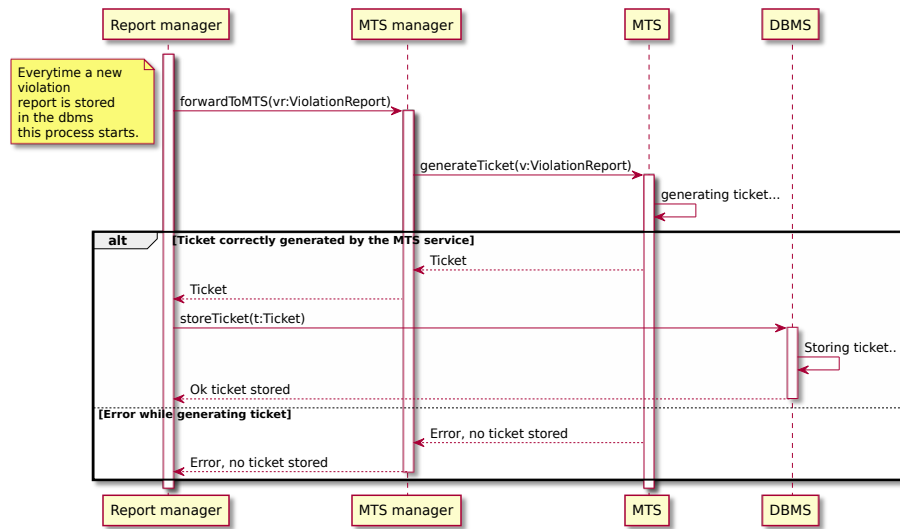 Report manager
MTS manager
MTS
DBMS
Everytime a new
violation
report is stored
in the dbms
this process starts.
forwardToMTS(vr:ViolationReport)
generateTicket(v:ViolationReport)
generating ticket...
alt
[Ticket correctly generated by the MTS service]
Ticket
Ticket
storeTicket(t:Ticket)
Storing ticket..
Ok ticket stored
[Error while generating ticket]
Error, no ticket stored
Error, no ticket stored
Report manager
MTS manager
MTS
DBMS